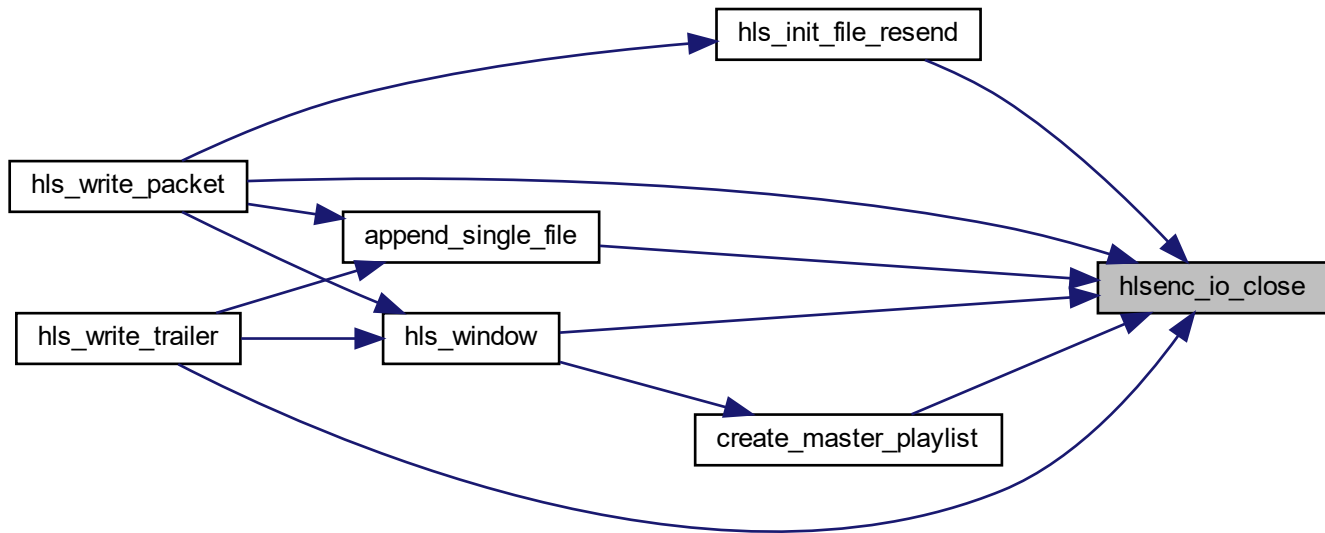 hls_init_file_resend
hls_write_packet
append_single_file
hlsenc_io_close
hls_write_trailer
hls_window
create_master_playlist